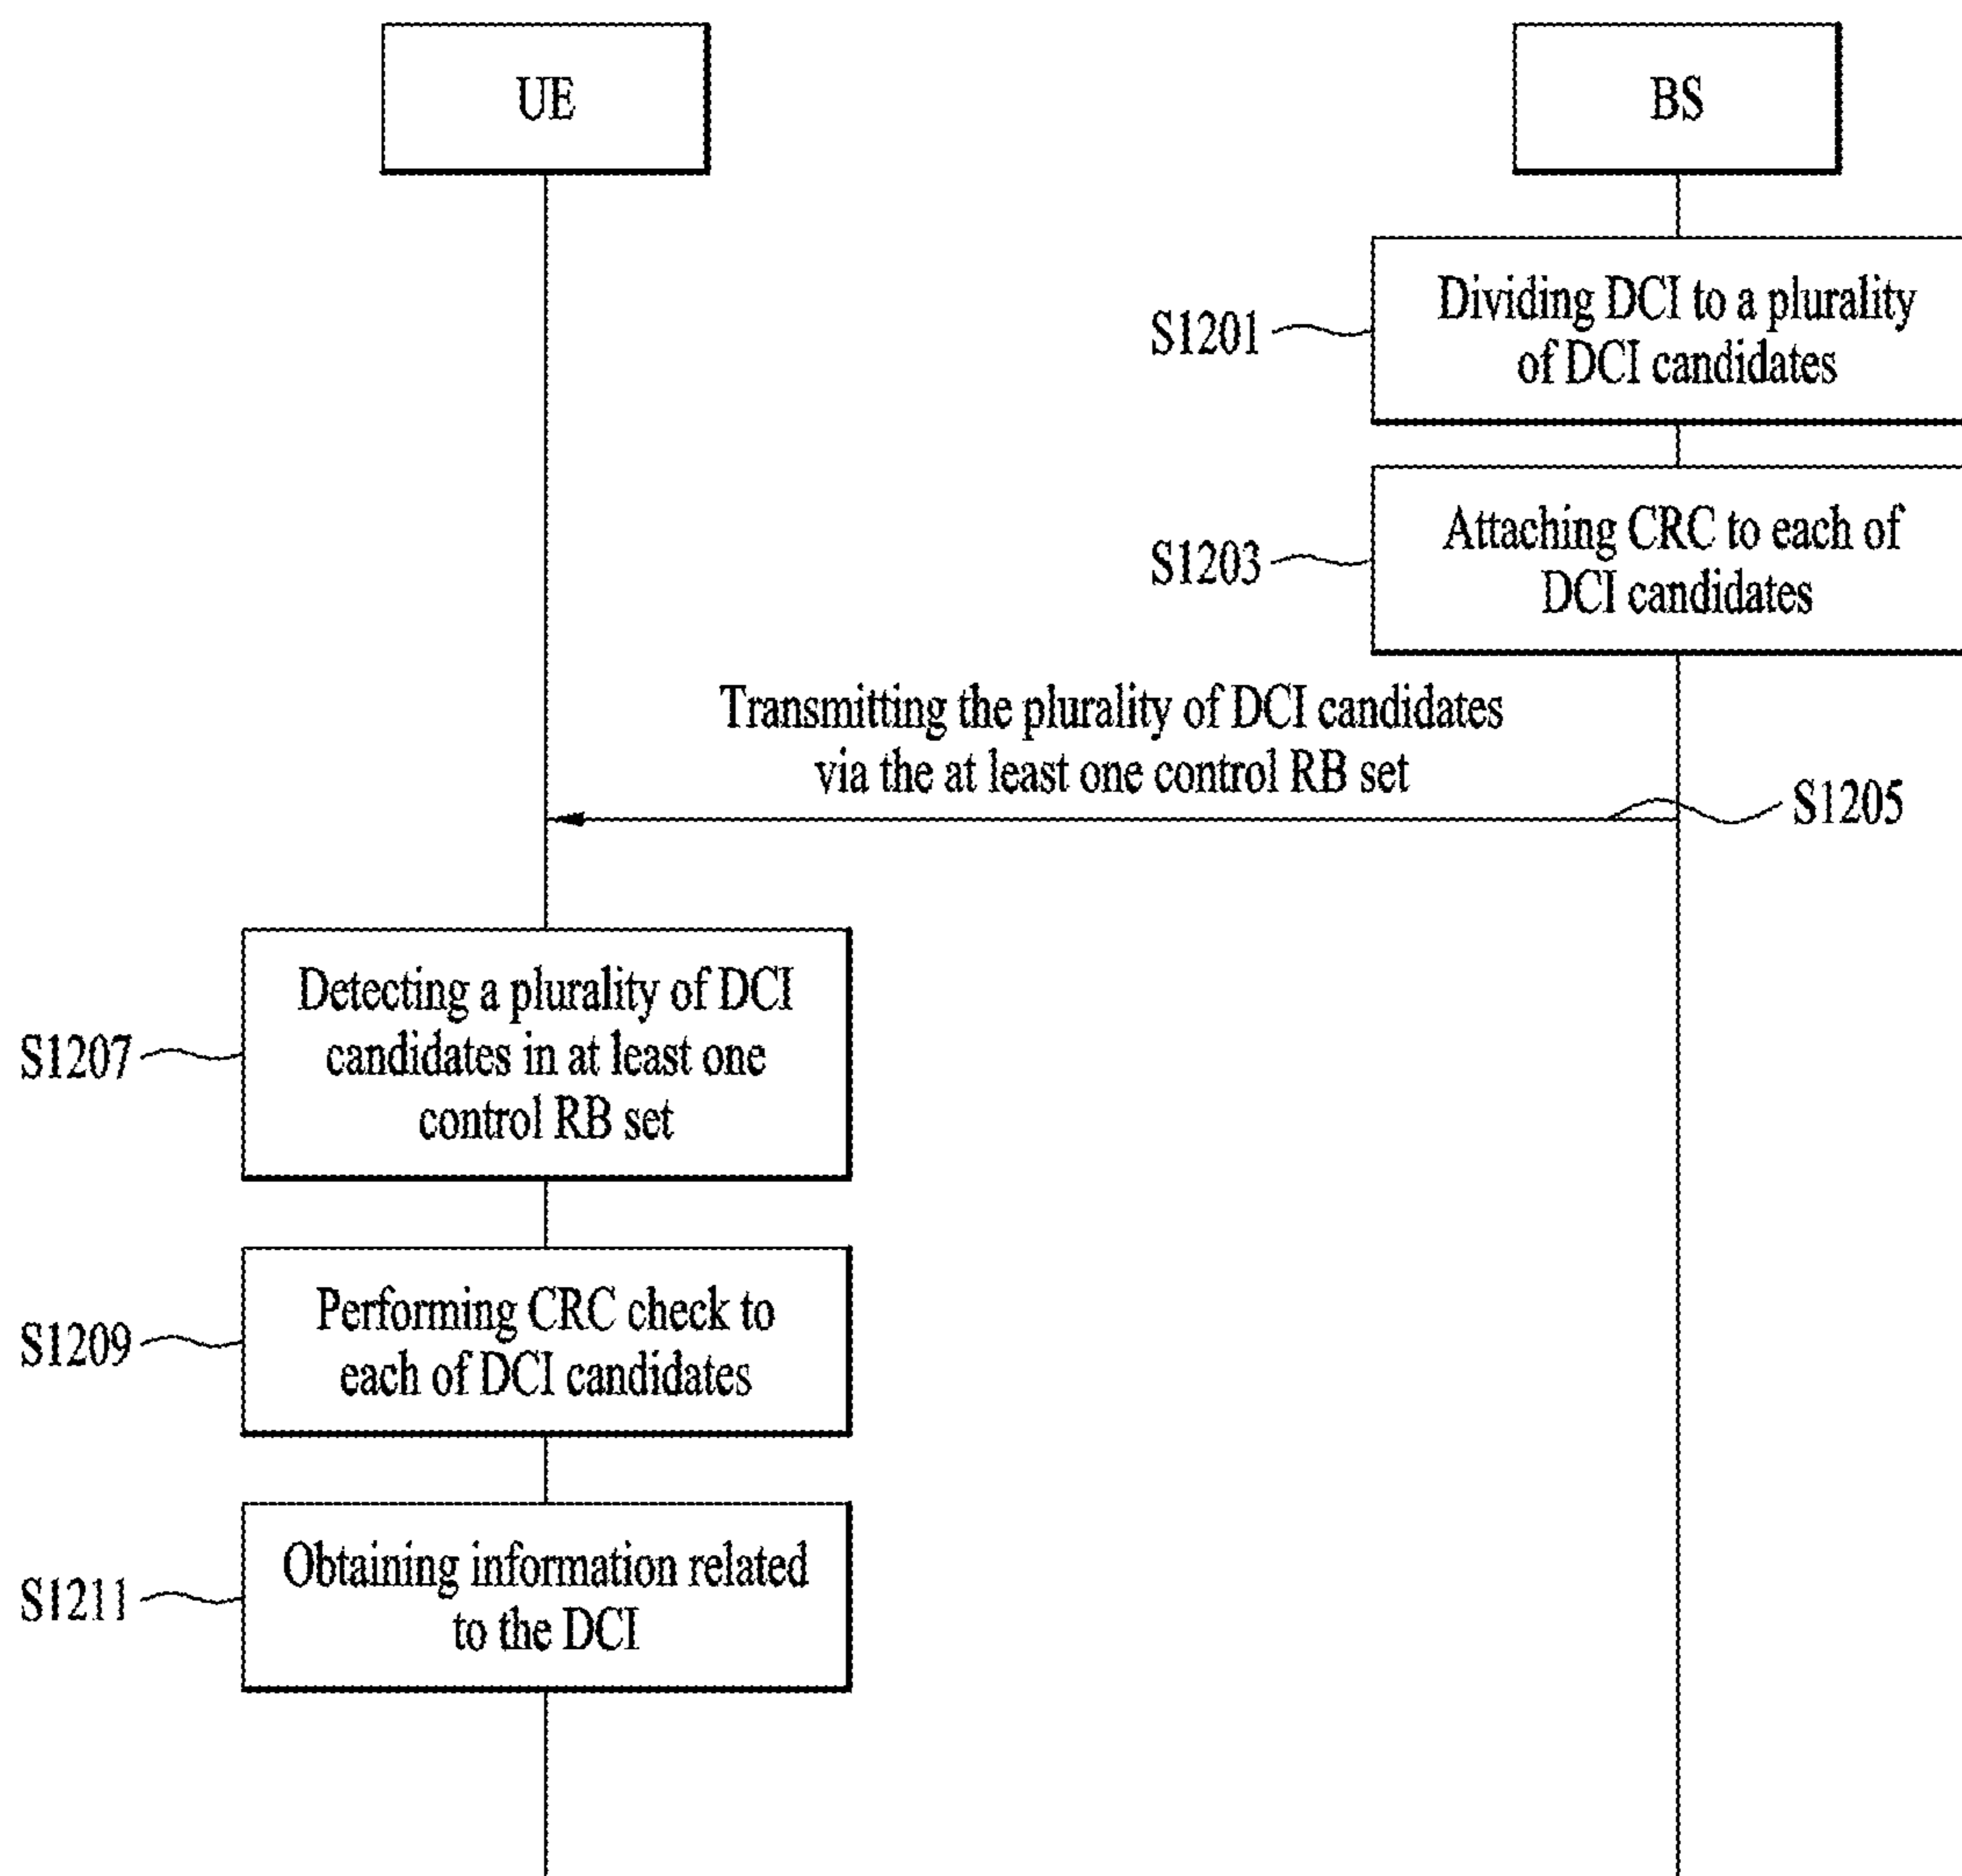 UE
BS
S1201
Dividing DCI to a plurality
of DCI candidates
S1203
Attaching CRC to each of
DCI candidates
Transmitting the plurality of DCI candidates
via the at least one control RB set
S1205
S1207
Detecting a plurality of DCI
candidates in at least one
control RB set
S1209
Performing CRC check to
each of DCI candidates
S1211
Obtaining information related
to the DCI